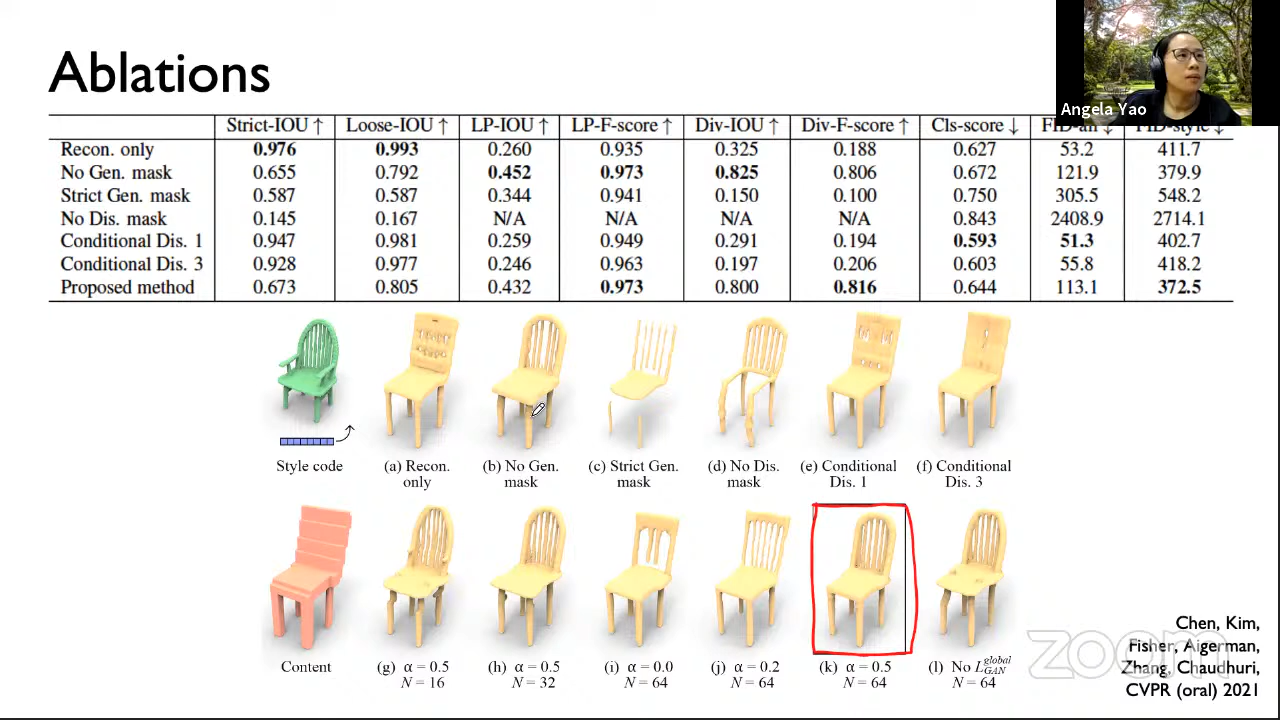 Ablations
Angela Yao
Strict-IOU ↑ Loose-IOU ↑ LP-IOU ↑ LP-F-score ↑ Div-IOU ↑ Div-F-score ↑ Cls-score ↓ FID-all ↓ FID-style ↓
Recon. only 0.976 0.993 0.260 0.935 0.325 0.188 0.627 53.2 411.7
No Gen. mask 0.655 0.792 0.452 0.973 0.825 0.806 0.672 121.9 379.9
Strict Gen. mask 0.587 0.587 0.344 0.941 0.150 0.100 0.750 305.5 548.2
No Dis. mask 0.145 0.167 N/A N/A N/A N/A 0.843 2408.9 2714.1
Conditional Dis. 1 0.947 0.981 0.259 0.949 0.291 0.194 0.593 51.3 402.7
Conditional Dis. 3 0.928 0.977 0.246 0.963 0.197 0.206 0.603 55.8 418.2
Proposed method 0.673 0.805 0.432 0.973 0.800 0.816 0.644 113.1 372.5
Style code (a) Recon. (b) No Gen. (c) Strict Gen. (d) No Dis. (e) Conditional (f) Conditional
only mask mask mask Dis. 1 Dis. 3
Content (g) α = 0.5 (h) α = 0.5 (i) α = 0.0 (j) α = 0.2 (k) α = 0.5 (l) No L_GAN^global
N = 16 N = 32 N = 64 N = 64 N = 64 N = 64
Chen, Kim,
Fisher, Aigerman,
Zhang, Chaudhuri,
CVPR (oral) 2021
zoom